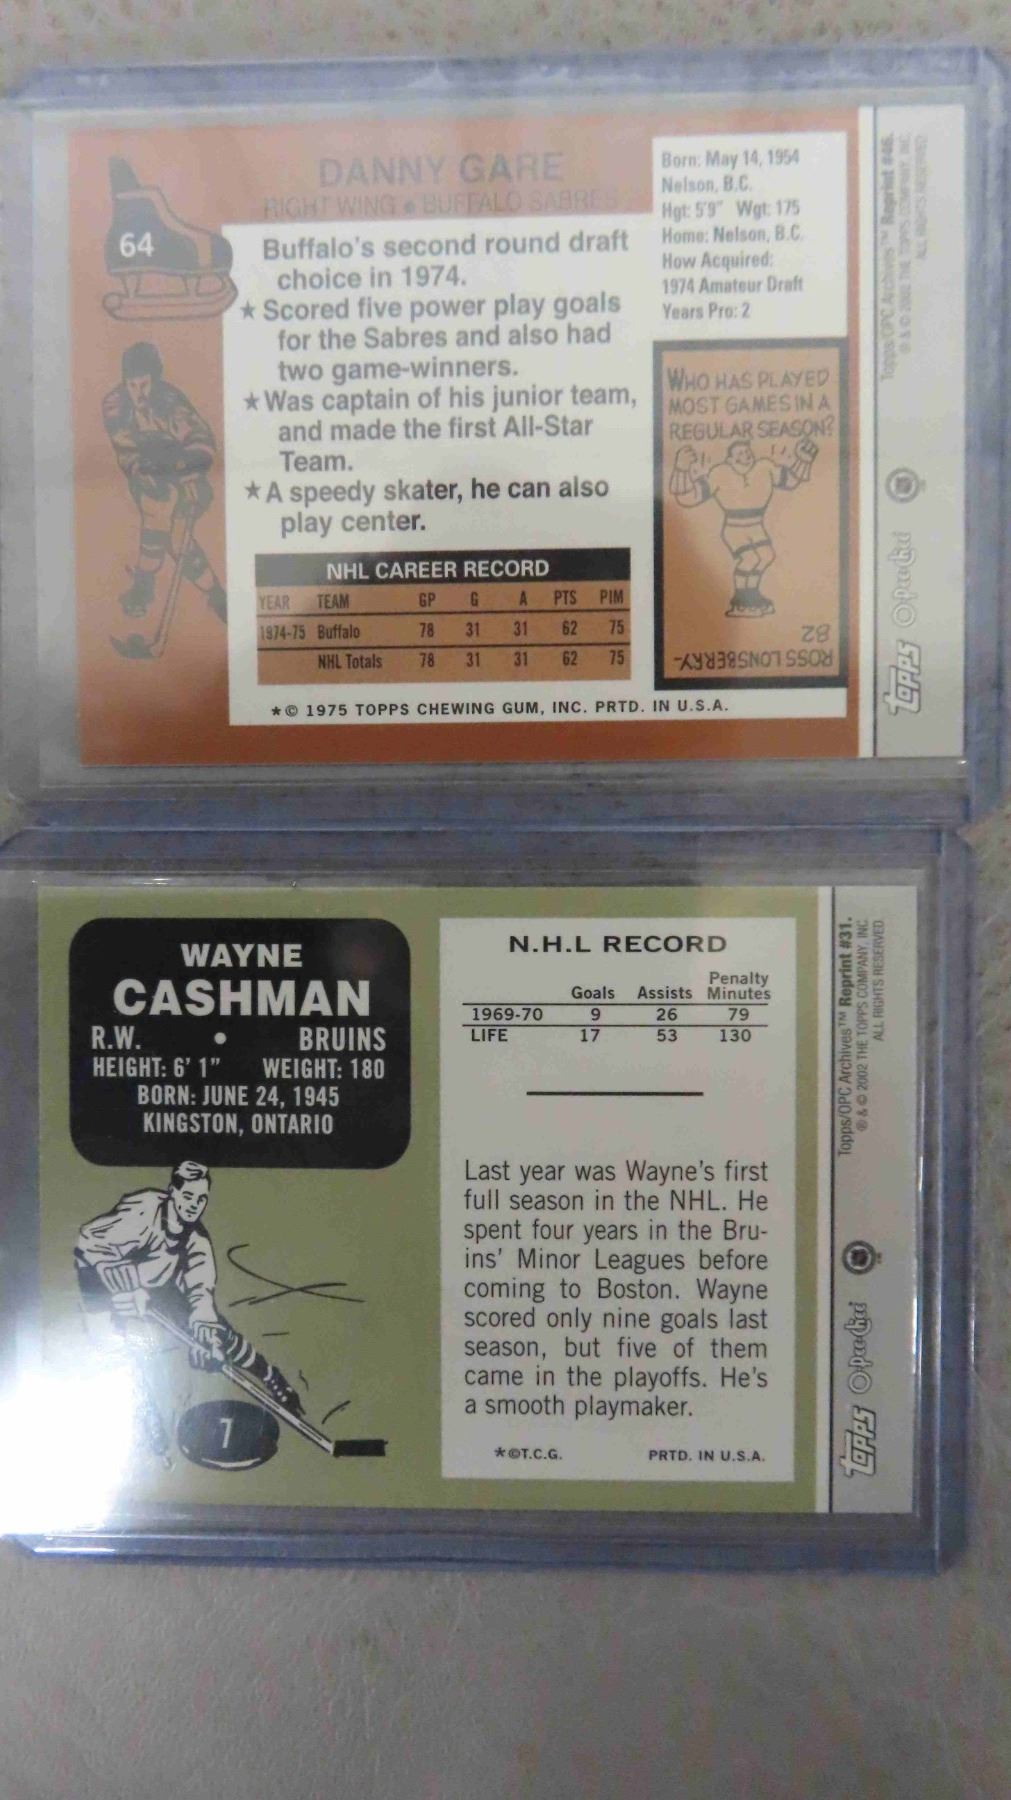 DANNY GARE
RIGHT WING • BUFFALO SABRES
64
Buffalo's second round draft
choice in 1974.
★ Scored five power play goals
for the Sabres and also had
two game-winners.
★ Was captain of his junior team,
and made the first All-Star
Team.
★ A speedy skater, he can also
play center.
NHL CAREER RECORD
YEAR TEAM GP G A PTS PIM
1974-75 Buffalo 78 31 31 62 75
NHL Totals 78 31 31 62 75
* © 1975 TOPPS CHEWING GUM, INC. PRTD. IN U.S.A.
Born: May 14, 1954
Nelson, B.C.
Hgt: 5'9" Wgt: 175
Home: Nelson, B.C.
How Acquired:
1974 Amateur Draft
Years Pro: 2
WHO HAS PLAYED
MOST GAMES IN A
REGULAR SEASON?
ROSS LONSBERRY-
82
Topps/OPC Archives™ Reprint #46.
® & © 2002 THE TOPPS COMPANY, INC.
ALL RIGHTS RESERVED.
TOPPS O-pee-chee
WAYNE
CASHMAN
R.W. • BRUINS
HEIGHT: 6' 1" WEIGHT: 180
BORN: JUNE 24, 1945
KINGSTON, ONTARIO
7
N.H.L RECORD
Goals Assists Penalty Minutes
1969-70 9 26 79
LIFE 17 53 130
Last year was Wayne's first
full season in the NHL. He
spent four years in the Bru-
ins' Minor Leagues before
coming to Boston. Wayne
scored only nine goals last
season, but five of them
came in the playoffs. He's
a smooth playmaker.
*©T.C.G. PRTD. IN U.S.A.
Topps/OPC Archives™ Reprint #31.
® & © 2002 THE TOPPS COMPANY, INC.
ALL RIGHTS RESERVED.
TOPPS O-pee-chee